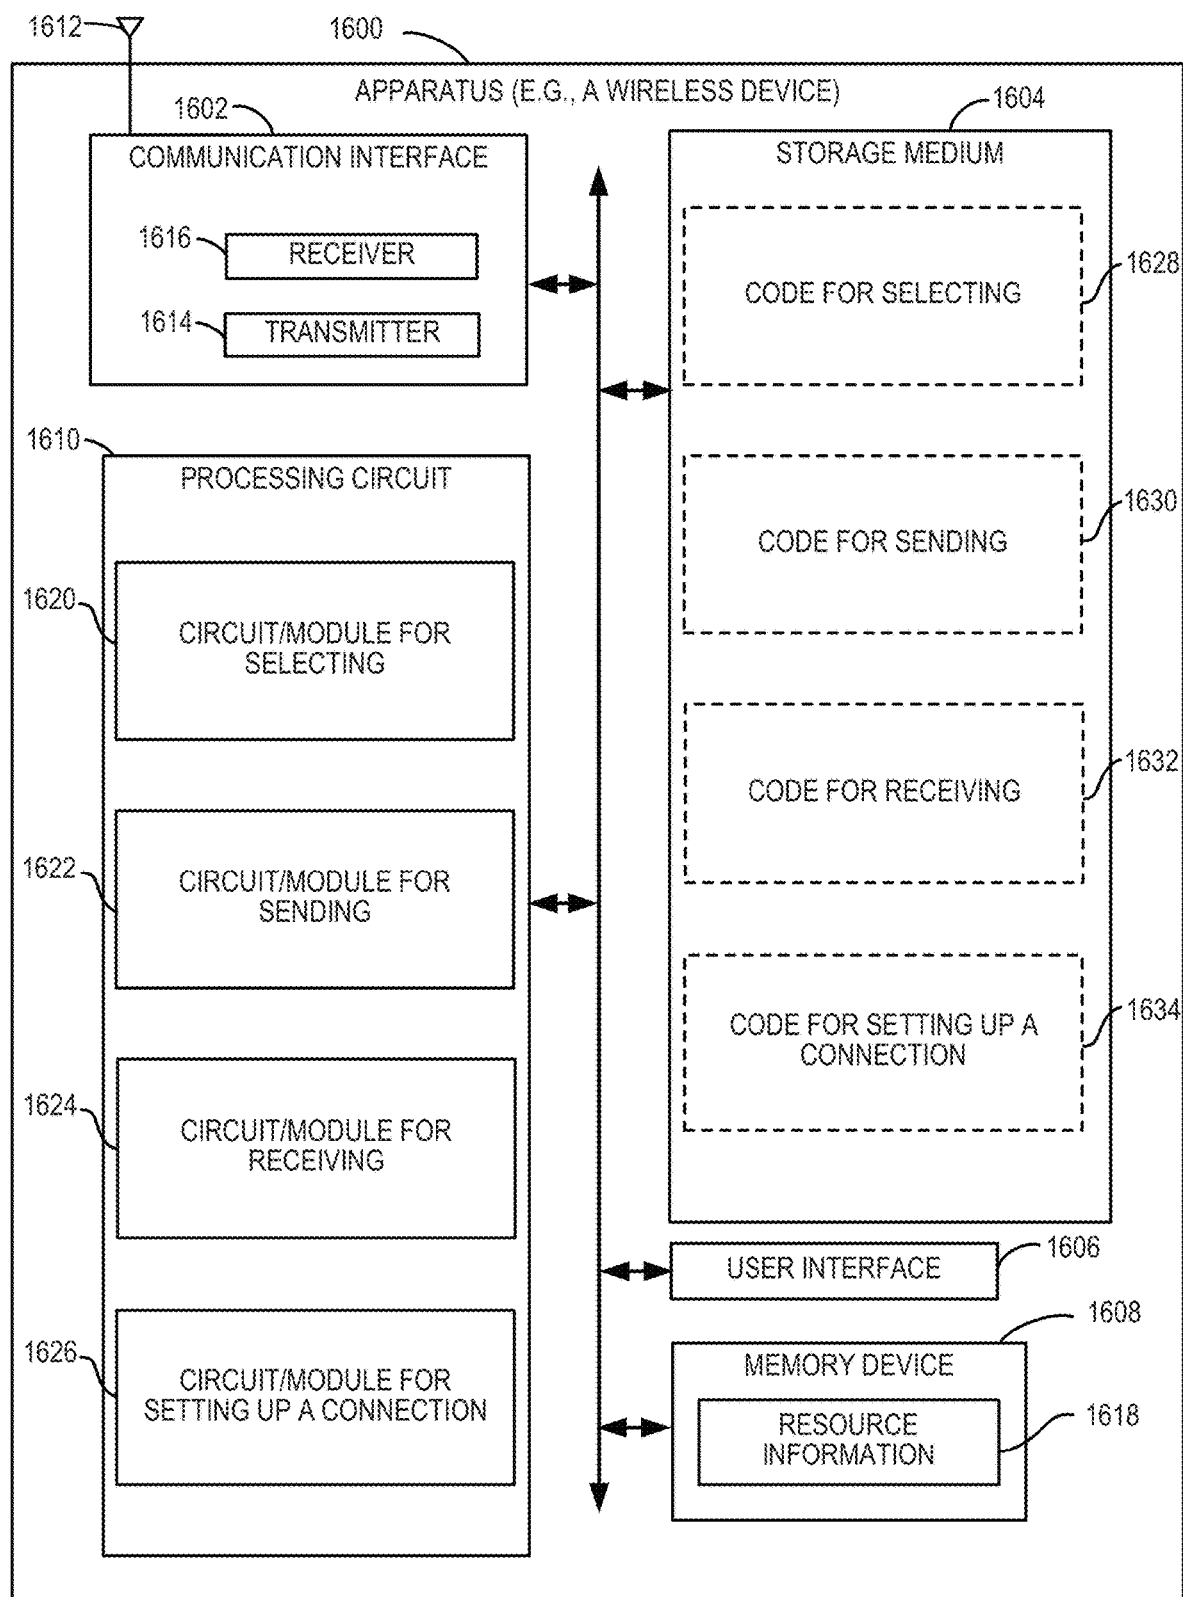 1612
1600
APPARATUS (E.G., A WIRELESS DEVICE)
1602
COMMUNICATION INTERFACE
1616
RECEIVER
1614
TRANSMITTER
1610
PROCESSING CIRCUIT
1620
CIRCUIT/MODULE FOR
SELECTING
1622
CIRCUIT/MODULE FOR
SENDING
1624
CIRCUIT/MODULE FOR
RECEIVING
1626
CIRCUIT/MODULE FOR
SETTING UP A CONNECTION
1604
STORAGE MEDIUM
CODE FOR SELECTING
1628
CODE FOR SENDING
1630
CODE FOR RECEIVING
1632
CODE FOR SETTING UP A
CONNECTION
1634
USER INTERFACE
1606
1608
MEMORY DEVICE
RESOURCE
INFORMATION
1618